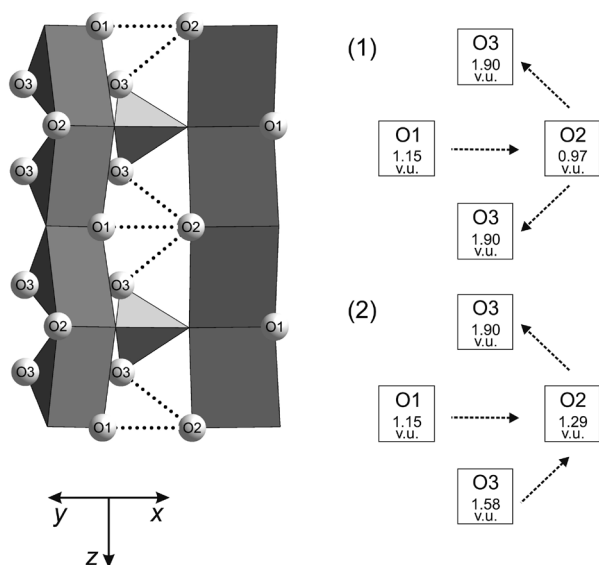 O1 O2
O3 O3
O2 O1
O3 O3
O1 O2
O3 O3
O2 O1
O3 O3
O1 O2
y x
z
(1)
O3
1.90
v.u.
O1
1.15
v.u.
O2
0.97
v.u.
O3
1.90
v.u.
(2)
O3
1.90
v.u.
O1
1.15
v.u.
O2
1.29
v.u.
O3
1.58
v.u.